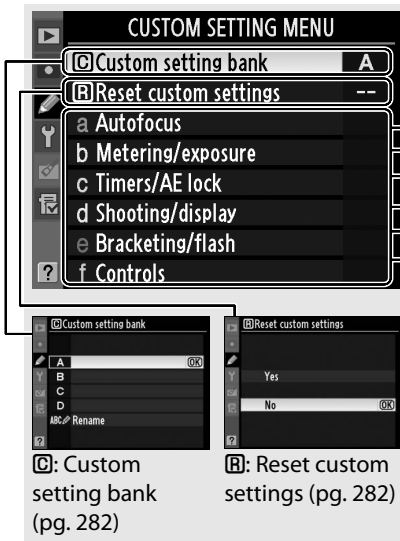 CUSTOM SETTING MENU
C Custom setting bank A
R Reset custom settings --
a Autofocus
b Metering/exposure
c Timers/AE lock
d Shooting/display
e Bracketing/flash
f Controls
?
C Custom setting bank
A OK
B
C
D
ABC Rename
?
R Reset custom settings
Yes
No OK
?
C: Custom
setting bank
(pg. 282)
R: Reset custom
settings (pg. 282)